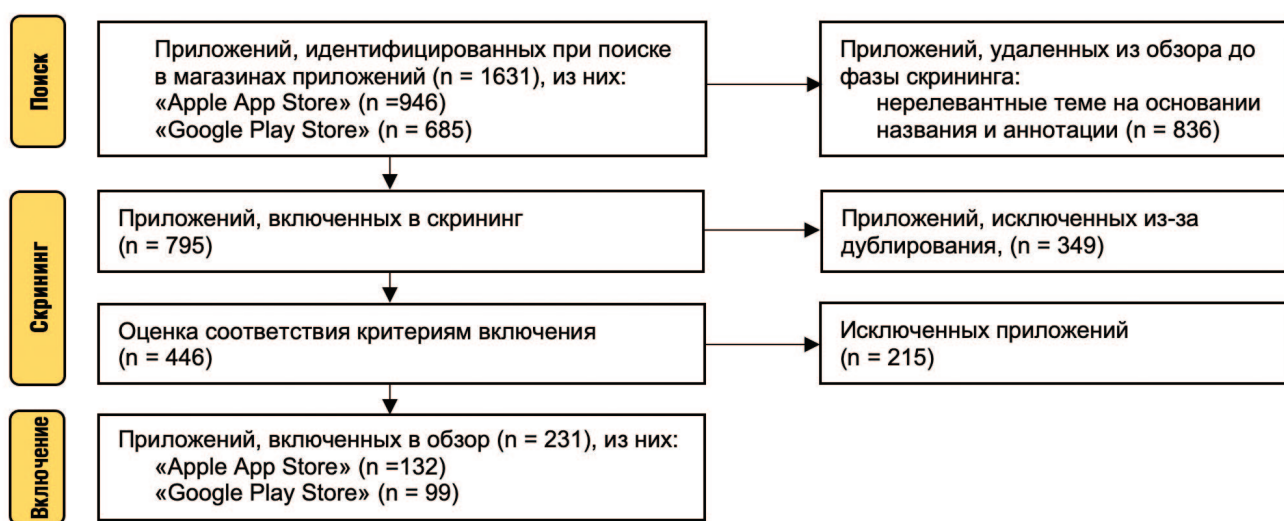 Поиск
Приложений, идентифицированных при поиске
в магазинах приложений (n = 1631), из них:
«Apple App Store» (n =946)
«Google Play Store» (n = 685)
Приложений, удаленных из обзора до
фазы скрининга:
нерелевантные теме на основании
названия и аннотации (n = 836)
Скрининг
Приложений, включенных в скрининг
(n = 795)
Приложений, исключенных из-за
дублирования, (n = 349)
Оценка соответствия критериям включения
(n = 446)
Исключенных приложений
(n = 215)
Включение
Приложений, включенных в обзор (n = 231), из них:
«Apple App Store» (n =132)
«Google Play Store» (n = 99)